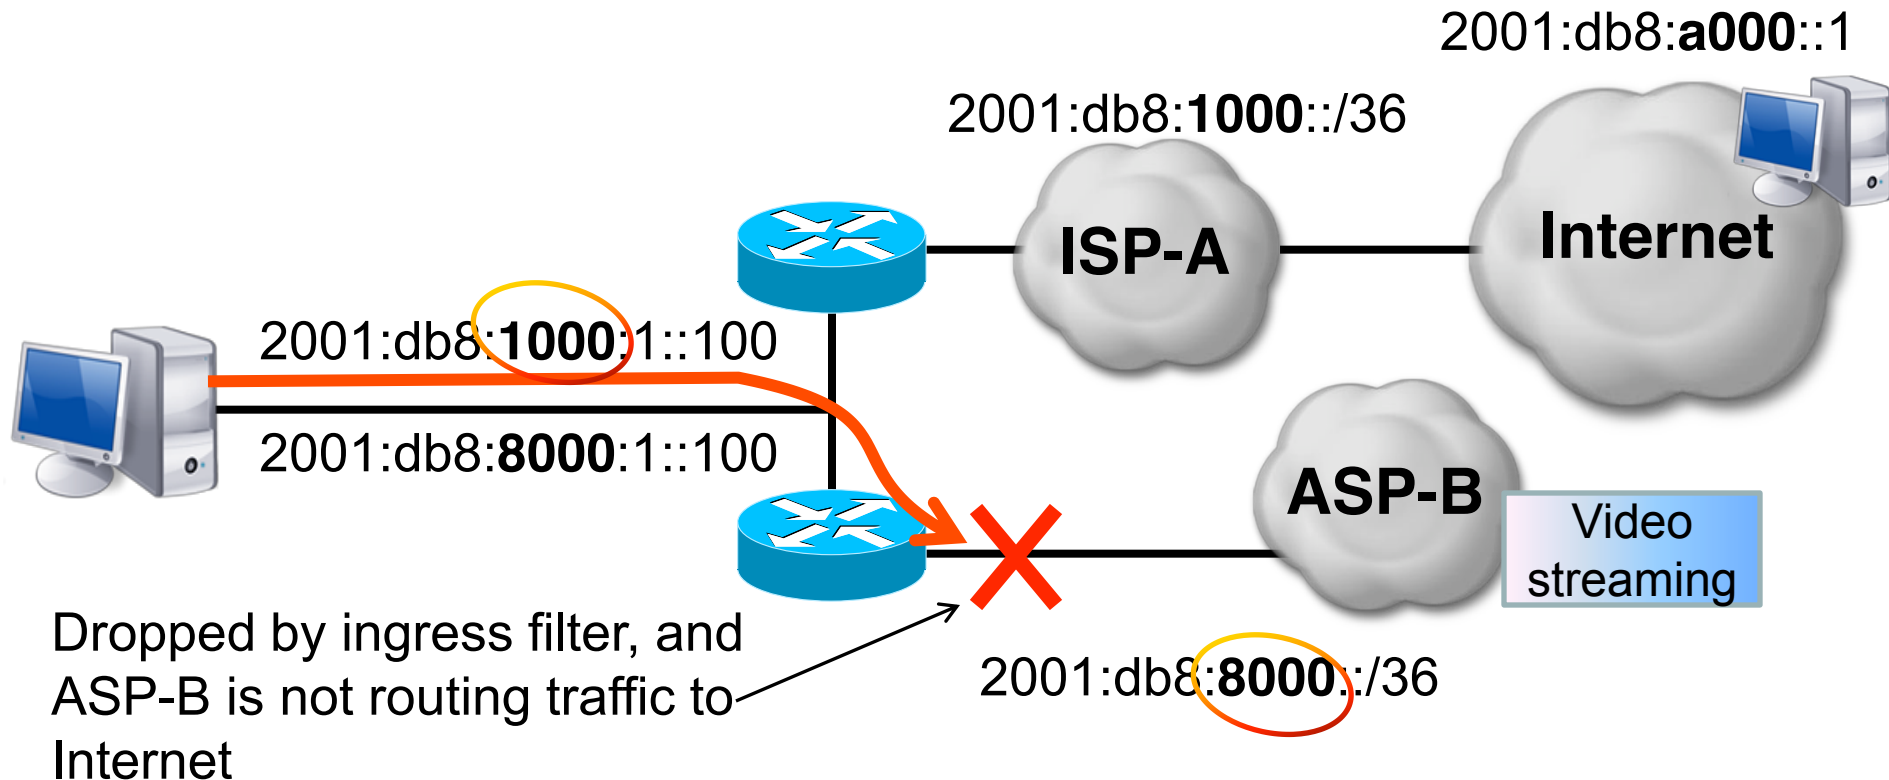 2001:db8:a000::1
2001:db8:1000::/36
Internet
ISP-A
2001:db8:1000:1::100
2001:db8:8000:1::100
ASP-B
Video
streaming
Dropped by ingress filter, and
ASP-B is not routing traffic to
Internet
2001:db8:8000::/36